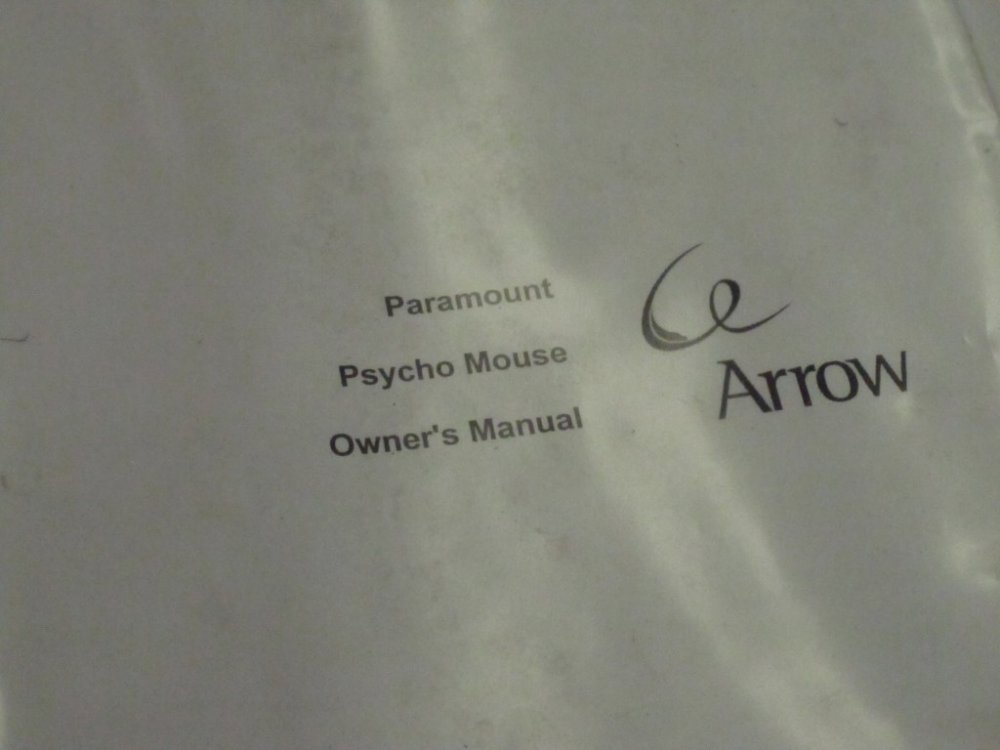 Paramount
Psycho Mouse
Owner's Manual
Arrow